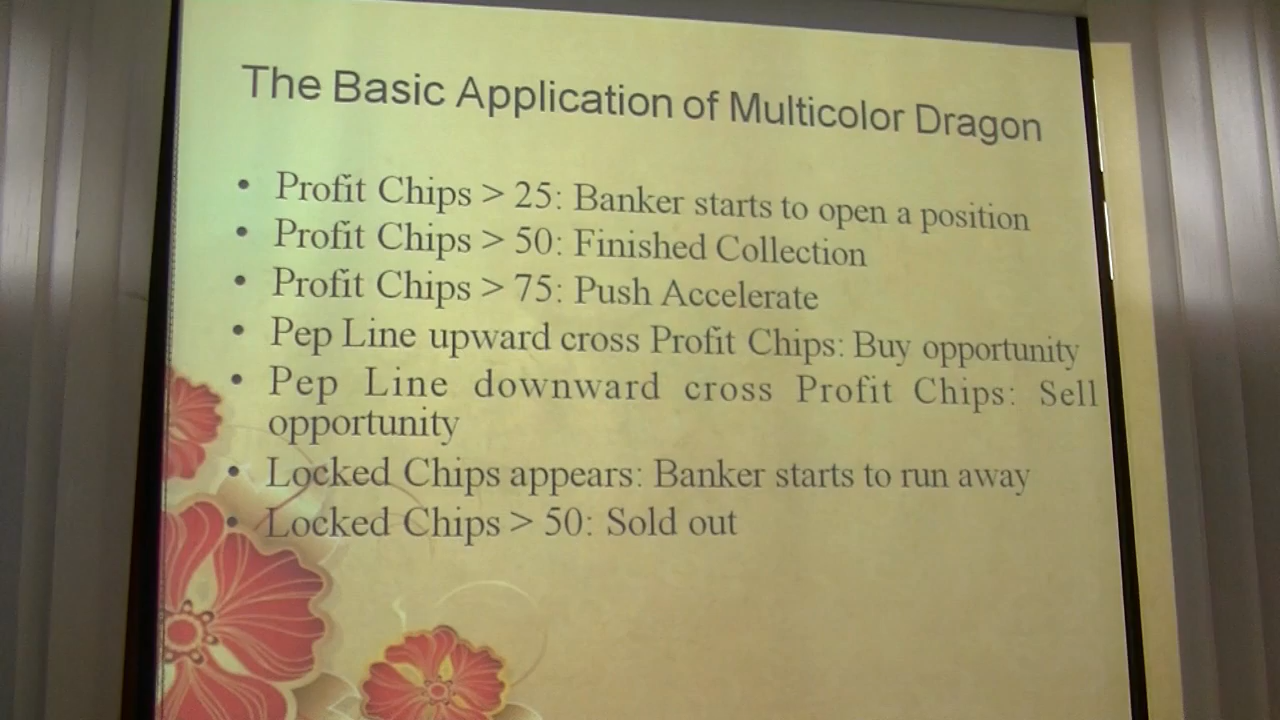 The Basic Application of Multicolor Dragon
• Profit Chips > 25: Banker starts to open a position
• Profit Chips > 50: Finished Collection
• Profit Chips > 75: Push Accelerate
• Pep Line upward cross Profit Chips: Buy opportunity
• Pep Line downward cross Profit Chips: Sell
opportunity
• Locked Chips appears: Banker starts to run away
• Locked Chips > 50: Sold out